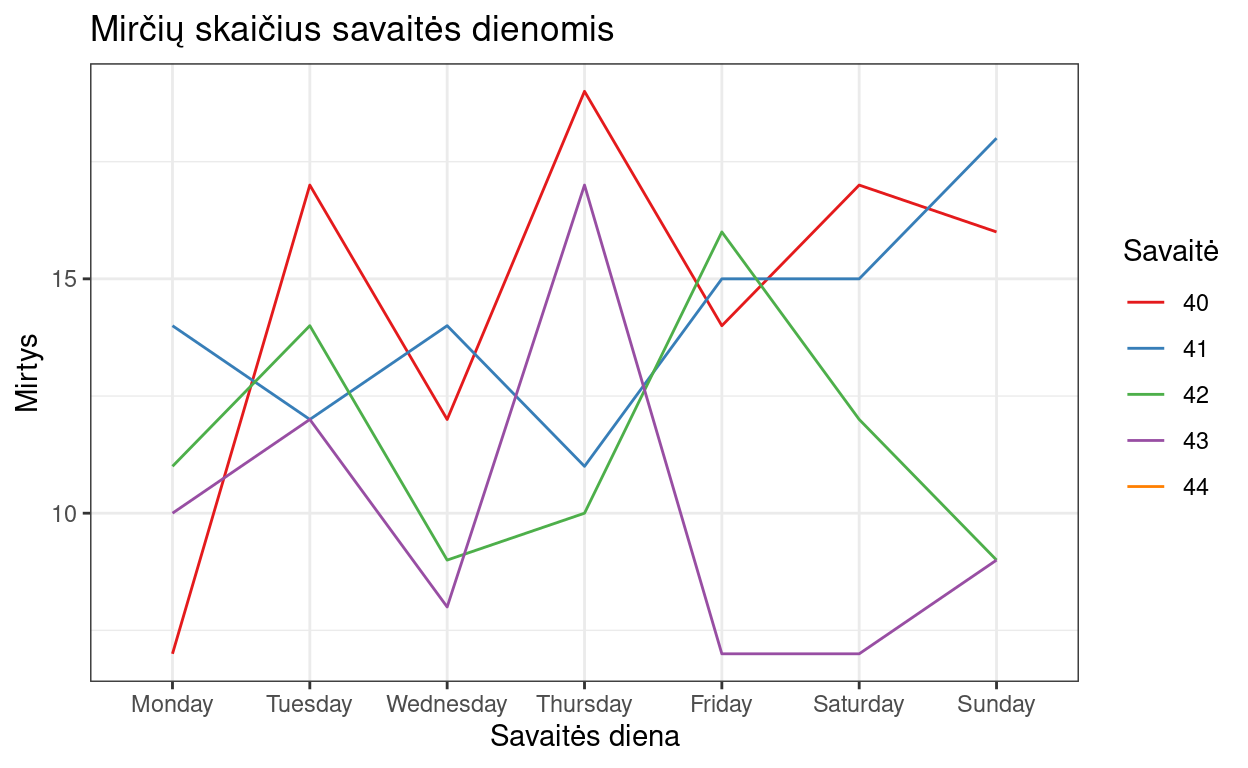 Mirčių skaičius savaitės dienomis
Mirtys
15
10
Monday Tuesday Wednesday Thursday Friday Saturday Sunday
Savaitės diena
Savaitė
40
41
42
43
44